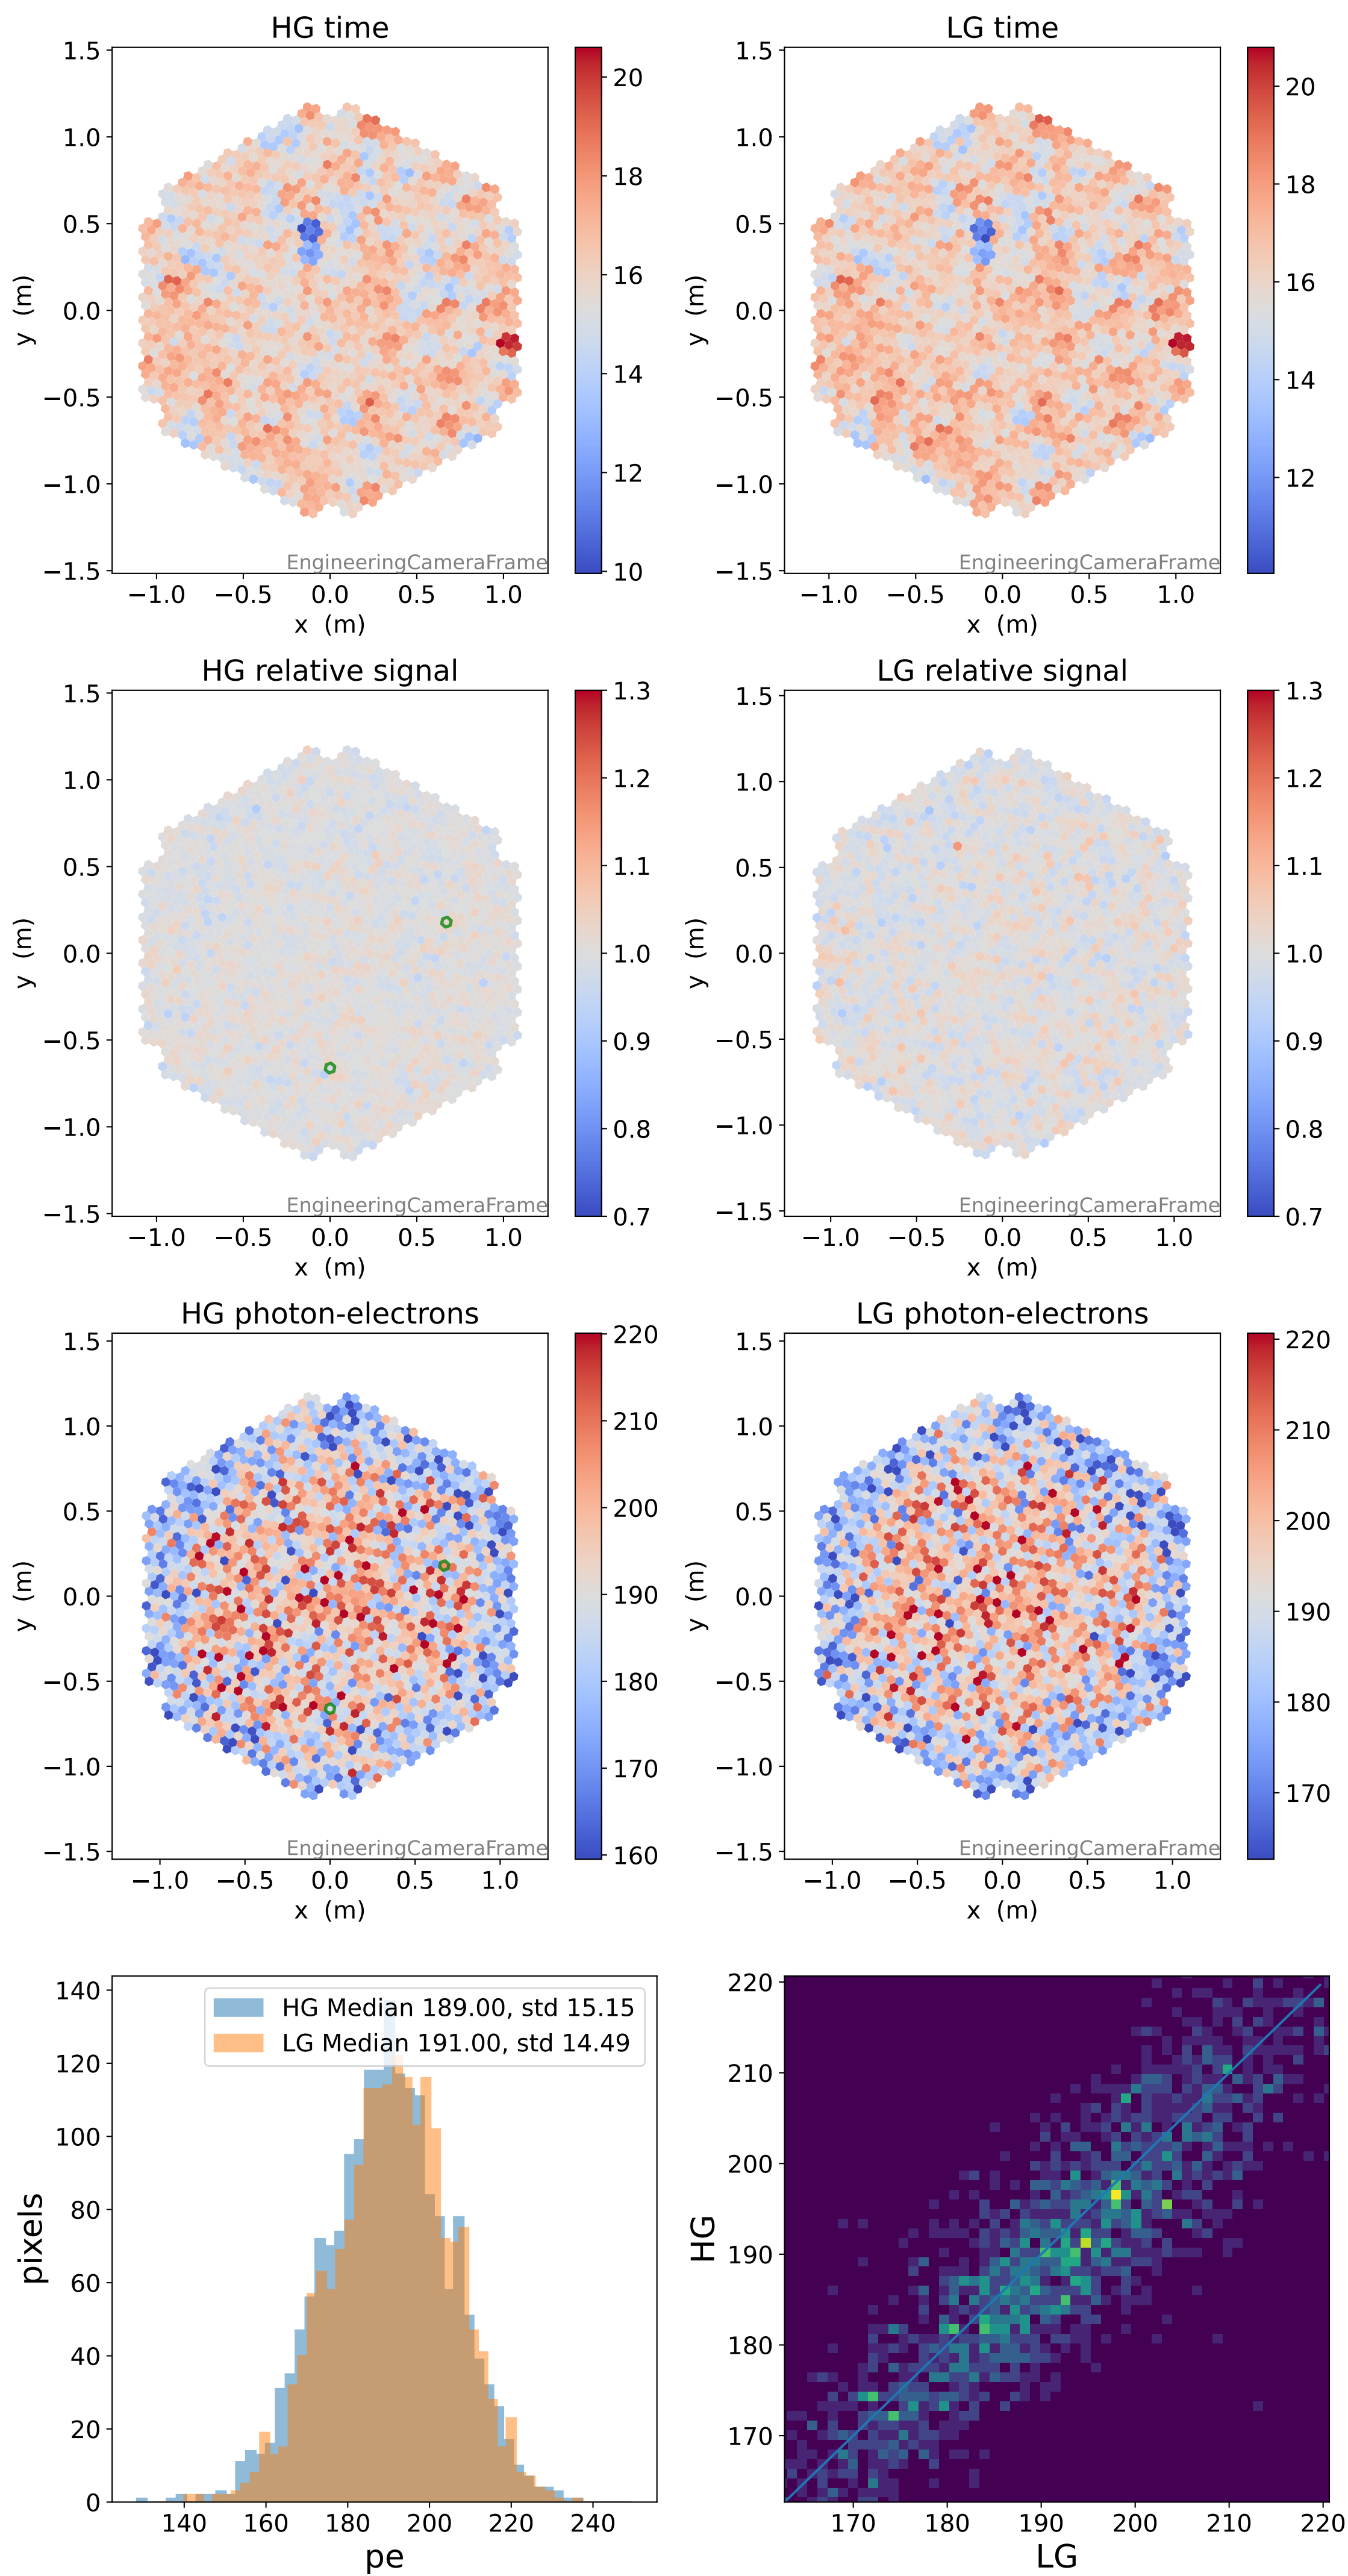 HG time
LG time
1.5
1.0
0.5
0.0
−0.5
−1.0
−1.5
−1.0 −0.5 0.0 0.5 1.0
x (m)
y (m)
EngineeringCameraFrame
20
18
16
14
12
10
1.5
1.0
0.5
0.0
−0.5
−1.0
−1.5
−1.0 −0.5 0.0 0.5 1.0
x (m)
y (m)
EngineeringCameraFrame
20
18
16
14
12
HG relative signal
LG relative signal
1.5
1.0
0.5
0.0
−0.5
−1.0
−1.5
−1.0 −0.5 0.0 0.5 1.0
x (m)
y (m)
EngineeringCameraFrame
1.3
1.2
1.1
1.0
0.9
0.8
0.7
1.5
1.0
0.5
0.0
−0.5
−1.0
−1.5
−1.0 −0.5 0.0 0.5 1.0
x (m)
y (m)
EngineeringCameraFrame
1.3
1.2
1.1
1.0
0.9
0.8
0.7
HG photon-electrons
LG photon-electrons
1.5
1.0
0.5
0.0
−0.5
−1.0
−1.5
−1.0 −0.5 0.0 0.5 1.0
x (m)
y (m)
EngineeringCameraFrame
220
210
200
190
180
170
160
1.5
1.0
0.5
0.0
−0.5
−1.0
−1.5
−1.0 −0.5 0.0 0.5 1.0
x (m)
y (m)
EngineeringCameraFrame
220
210
200
190
180
170
HG Median 189.00, std 15.15
LG Median 191.00, std 14.49
140
120
100
80
60
40
20
0
140 160 180 200 220 240
pe
pixels
220
210
200
190
180
170
170 180 190 200 210 220
LG
HG